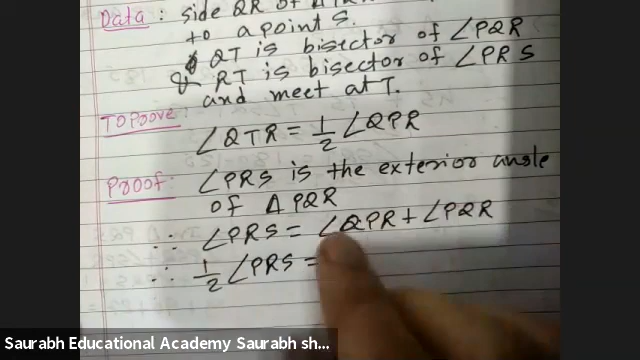 Data: side QR of Δ PQR
to a point S.
QT is bisector of ∠PQR
& RT is bisector of ∠PRS
and meet at T.
To Prove: ∠QTR = 1/2 ∠QPR
Proof: ∠PRS is the exterior angle
of Δ PQR
∴ ∠PRS = ∠QPR + ∠PQR
∴ 1/2 ∠PRS =
Saurabh Educational Academy Saurabh sh...